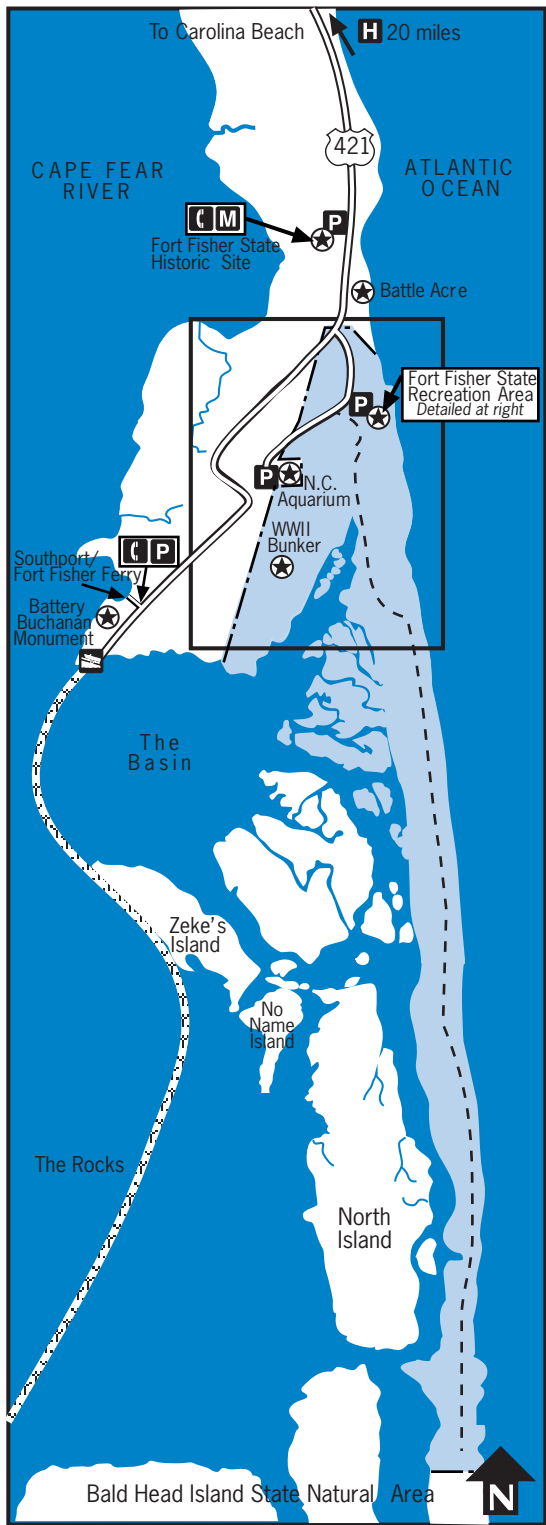 To Carolina Beach
H 20 miles
421
CAPE FEAR
RIVER
ATLANTIC
OCEAN
M
P
Fort Fisher State
Historic Site
Battle Acre
Fort Fisher State
Recreation Area
Detailed at right
P
P
N.C.
Aquarium
WWII
Bunker
P
Southport/
Fort Fisher Ferry
Battery
Buchanan
Monument
The
Basin
Zeke's
Island
No
Name
Island
The Rocks
North
Island
Bald Head Island State Natural Area
N